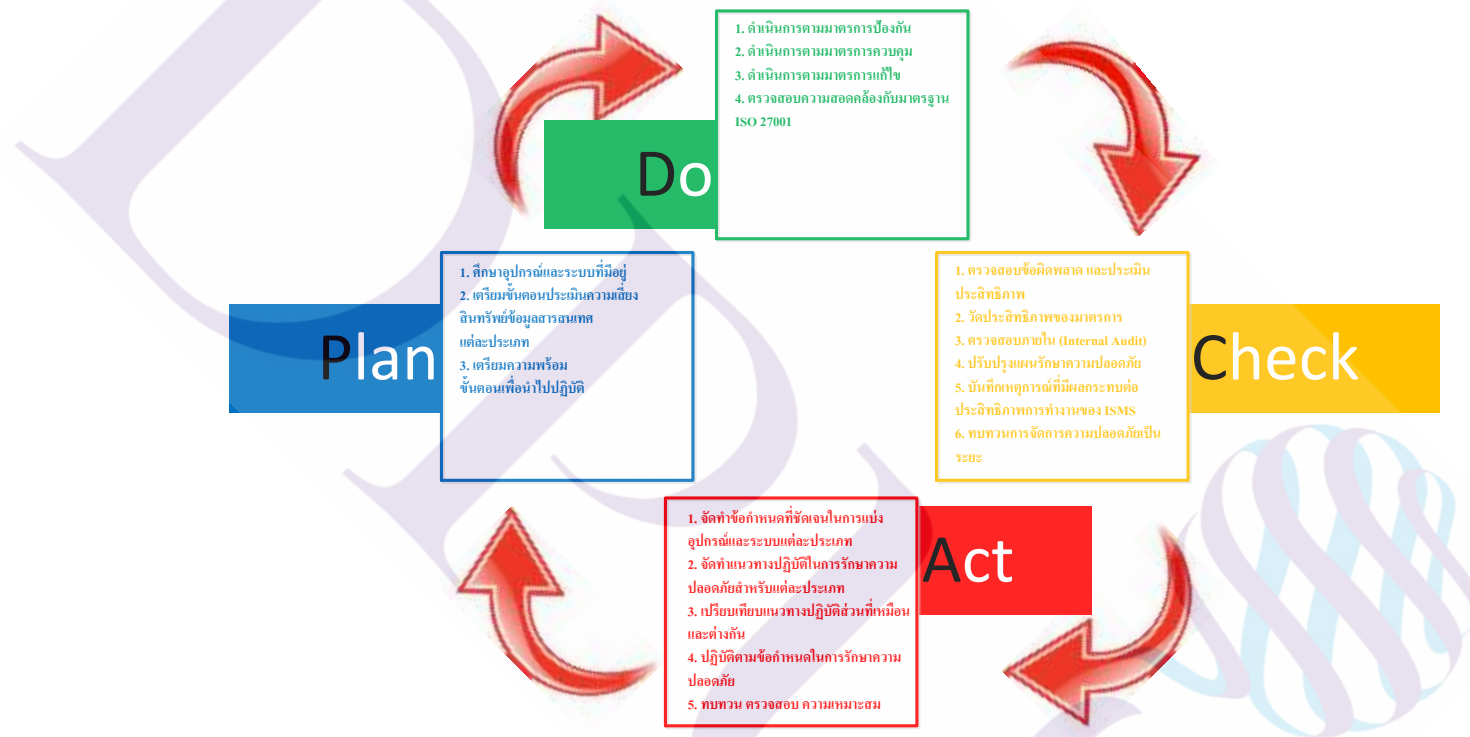 Do
1. ดำเนินการตามมาตรการป้องกัน
2. ดำเนินการตามมาตรการควบคุม
3. ดำเนินการตามมาตรการแก้ไข
4. ตรวจสอบความสอดคล้องกับมาตรฐาน
ISO 27001
Plan
1. ศึกษาอุปกรณ์และระบบที่มีอยู่
2. เตรียมขั้นตอนประเมินความเสี่ยง
สินทรัพย์ข้อมูลสารสนเทศ
แต่ละประเภท
3. เตรียมความพร้อม
ขั้นตอนเพื่อนำไปปฏิบัติ
Check
1. ตรวจสอบข้อผิดพลาด และประเมิน
ประสิทธิภาพ
2. วัดประสิทธิภาพของมาตรการ
3. ตรวจสอบภายใน (Internal Audit)
4. ปรับปรุงแผนรักษาความปลอดภัย
5. บันทึกเหตุการณ์ที่มีผลกระทบต่อ
ประสิทธิภาพการทำงานของ ISMS
6. ทบทวนการจัดการความปลอดภัยเป็น
ระยะ
Act
1. จัดทำข้อกำหนดที่ชัดเจนในการแบ่ง
อุปกรณ์และระบบแต่ละประเภท
2. จัดทำแนวทางปฏิบัติในการรักษาความ
ปลอดภัยสำหรับแต่ละประเภท
3. เปรียบเทียบแนวทางปฏิบัติส่วนที่เหมือน
และต่างกัน
4. ปฏิบัติตามข้อกำหนดในการรักษาความ
ปลอดภัย
5. ทบทวน ตรวจสอบ ความเหมาะสม